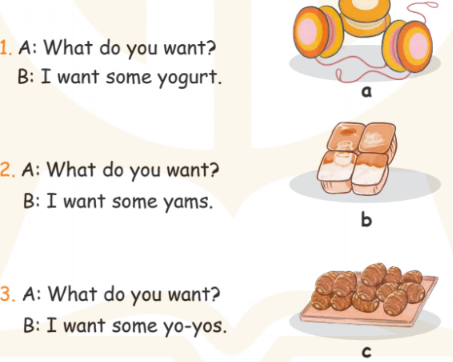 1. A: What do you want?
B: I want some yogurt.
a
2. A: What do you want?
B: I want some yams.
b
3. A: What do you want?
B: I want some yo-yos.
c